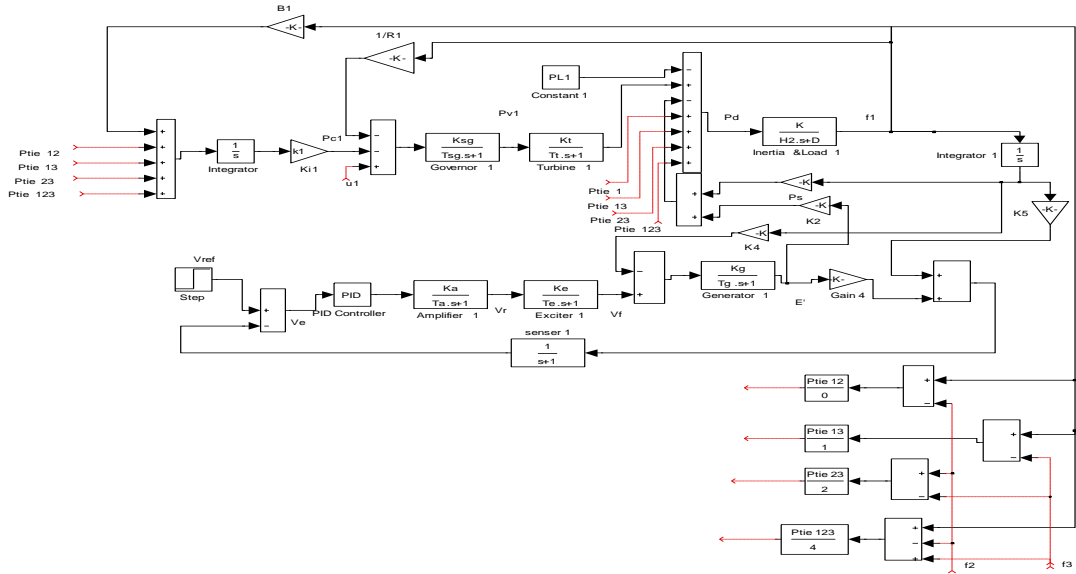 B1
-K-
1/R1
-K-
PL1
Constant 1
Pv1
Pd
f1
K
H2.s+D
Inertia &Load 1
Integrator 1
1
s
Ptie 12
Ptie 13
Ptie 23
Ptie 123
+
+
+
+
+
1
s
Integrator
k1
Ki1
Pc1
−
−
+
u1
Ksg
Tsg.s+1
Governor 1
Kt
Tt.s+1
Turbine 1
−
+
−
+
+
+
+
Ptie 1
Ptie 13
Ptie 23
Ptie 123
+
+
-K
Ps
-K
K2
-K
K4
-K-
K5
Vref
Step
+
−
Ve
PID
PID Controller
Ka
Ta.s+1
Amplifier 1
Vr
Ke
Te.s+1
Exciter 1
Vf
−
+
Kg
Tg .s+1
Generator 1
E'
K-
Gain 4
+
+
senser 1
1
s+1
Ptie 12
0
+
−
Ptie 13
1
+
−
Ptie 23
2
+
−
Ptie 123
4
+
−
+
f2
f3